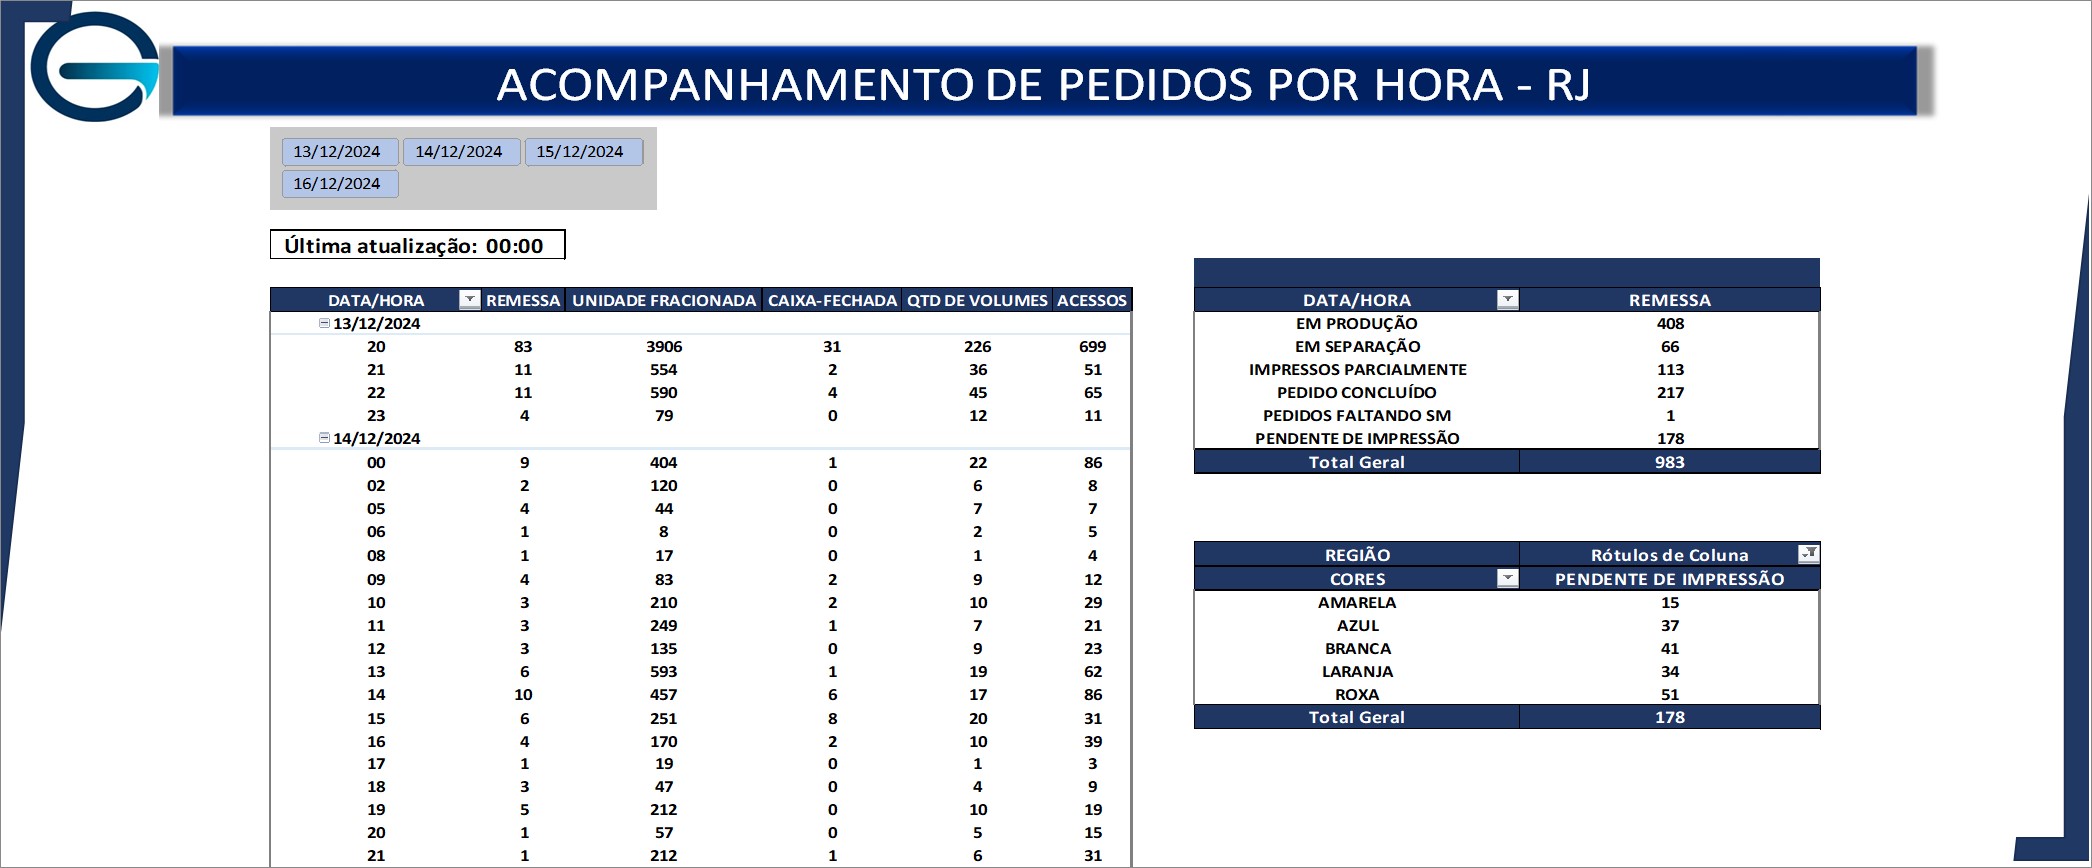 ACOMPANHAMENTO DE PEDIDOS POR HORA - RJ
13/12/2024 14/12/2024 15/12/2024
16/12/2024
Última atualização: 00:00
DATA/HORA REMESSA UNIDADE FRACIONADA CAIXA-FECHADA QTD DE VOLUMES ACESSOS
13/12/2024
20 83 3906 31 226 699
21 11 554 2 36 51
22 11 590 4 45 65
23 4 79 0 12 11
14/12/2024
00 9 404 1 22 86
02 2 120 0 6 8
05 4 44 0 7 7
06 1 8 0 2 5
08 1 17 0 1 4
09 4 83 2 9 12
10 3 210 2 10 29
11 3 249 1 7 21
12 3 135 0 9 23
13 6 593 1 19 62
14 10 457 6 17 86
15 6 251 8 20 31
16 4 170 2 10 39
17 1 19 0 1 3
18 3 47 0 4 9
19 5 212 0 10 19
20 1 57 0 5 15
21 1 212 1 6 31
DATA/HORA REMESSA
EM PRODUÇÃO 408
EM SEPARAÇÃO 66
IMPRESSOS PARCIALMENTE 113
PEDIDO CONCLUÍDO 217
PEDIDOS FALTANDO SM 1
PENDENTE DE IMPRESSÃO 178
Total Geral 983
REGIÃO Rótulos de Coluna
CORES PENDENTE DE IMPRESSÃO
AMARELA 15
AZUL 37
BRANCA 41
LARANJA 34
ROXA 51
Total Geral 178